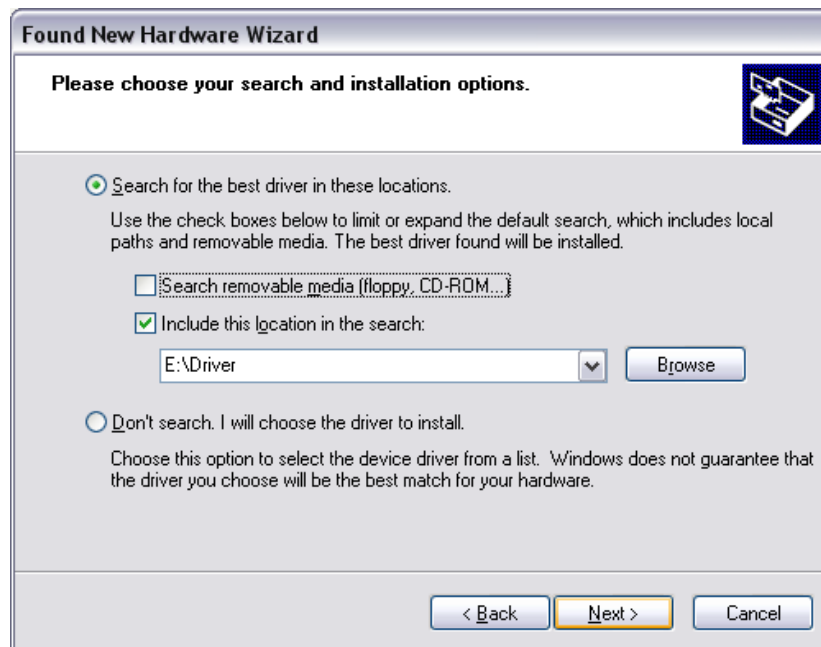 Found New Hardware Wizard
Please choose your search and installation options.
Search for the best driver in these locations.
Use the check boxes below to limit or expand the default search, which includes local
paths and removable media. The best driver found will be installed.
Search removable media (floppy, CD-ROM...)
Include this location in the search:
E:\Driver
Browse
Don't search. I will choose the driver to install.
Choose this option to select the device driver from a list. Windows does not guarantee that
the driver you choose will be the best match for your hardware.
< Back Next > Cancel